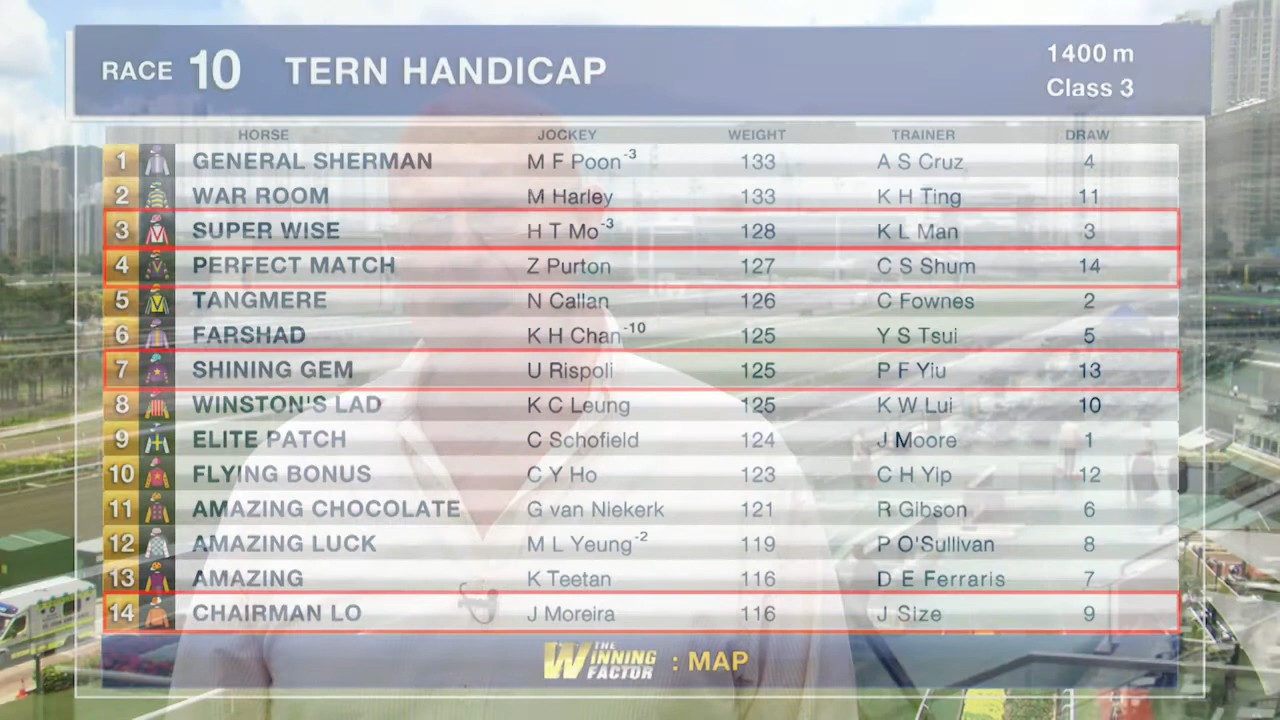 RACE 10 TERN HANDICAP 1400 m
Class 3
HORSE JOCKEY WEIGHT TRAINER DRAW
1 GENERAL SHERMAN M F Poon-3 133 A S Cruz 4
2 WAR ROOM M Harley 133 K H Ting 11
3 SUPER WISE H T Mo-3 128 K L Man 3
4 PERFECT MATCH Z Purton 127 C S Shum 14
5 TANGMERE N Callan 126 C Fownes 2
6 FARSHAD K H Chan-10 125 Y S Tsui 5
7 SHINING GEM U Rispoli 125 P F Yiu 13
8 WINSTON'S LAD K C Leung 125 K W Lui 10
9 ELITE PATCH C Schofield 124 J Moore 1
10 FLYING BONUS C Y Ho 123 C H Yip 12
11 AMAZING CHOCOLATE G van Niekerk 121 R Gibson 6
12 AMAZING LUCK M L Yeung-2 119 P O'Sullivan 8
13 AMAZING K Teetan 116 D E Ferraris 7
14 CHAIRMAN LO J Moreira 116 J Size 9
THE WINNING FACTOR : MAP